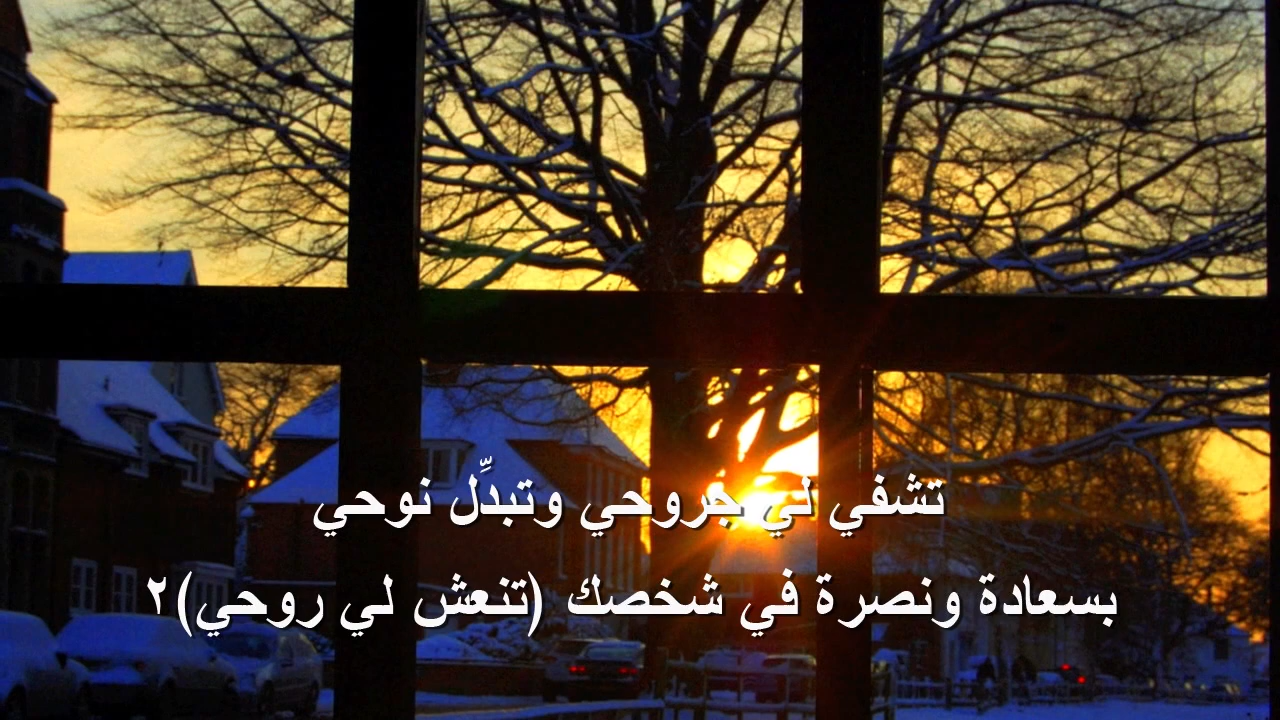 تشفي لي جروحي وتبدِّل نوحي
بسعادة ونصرة في شخصك (تنعش لي روحي)٢